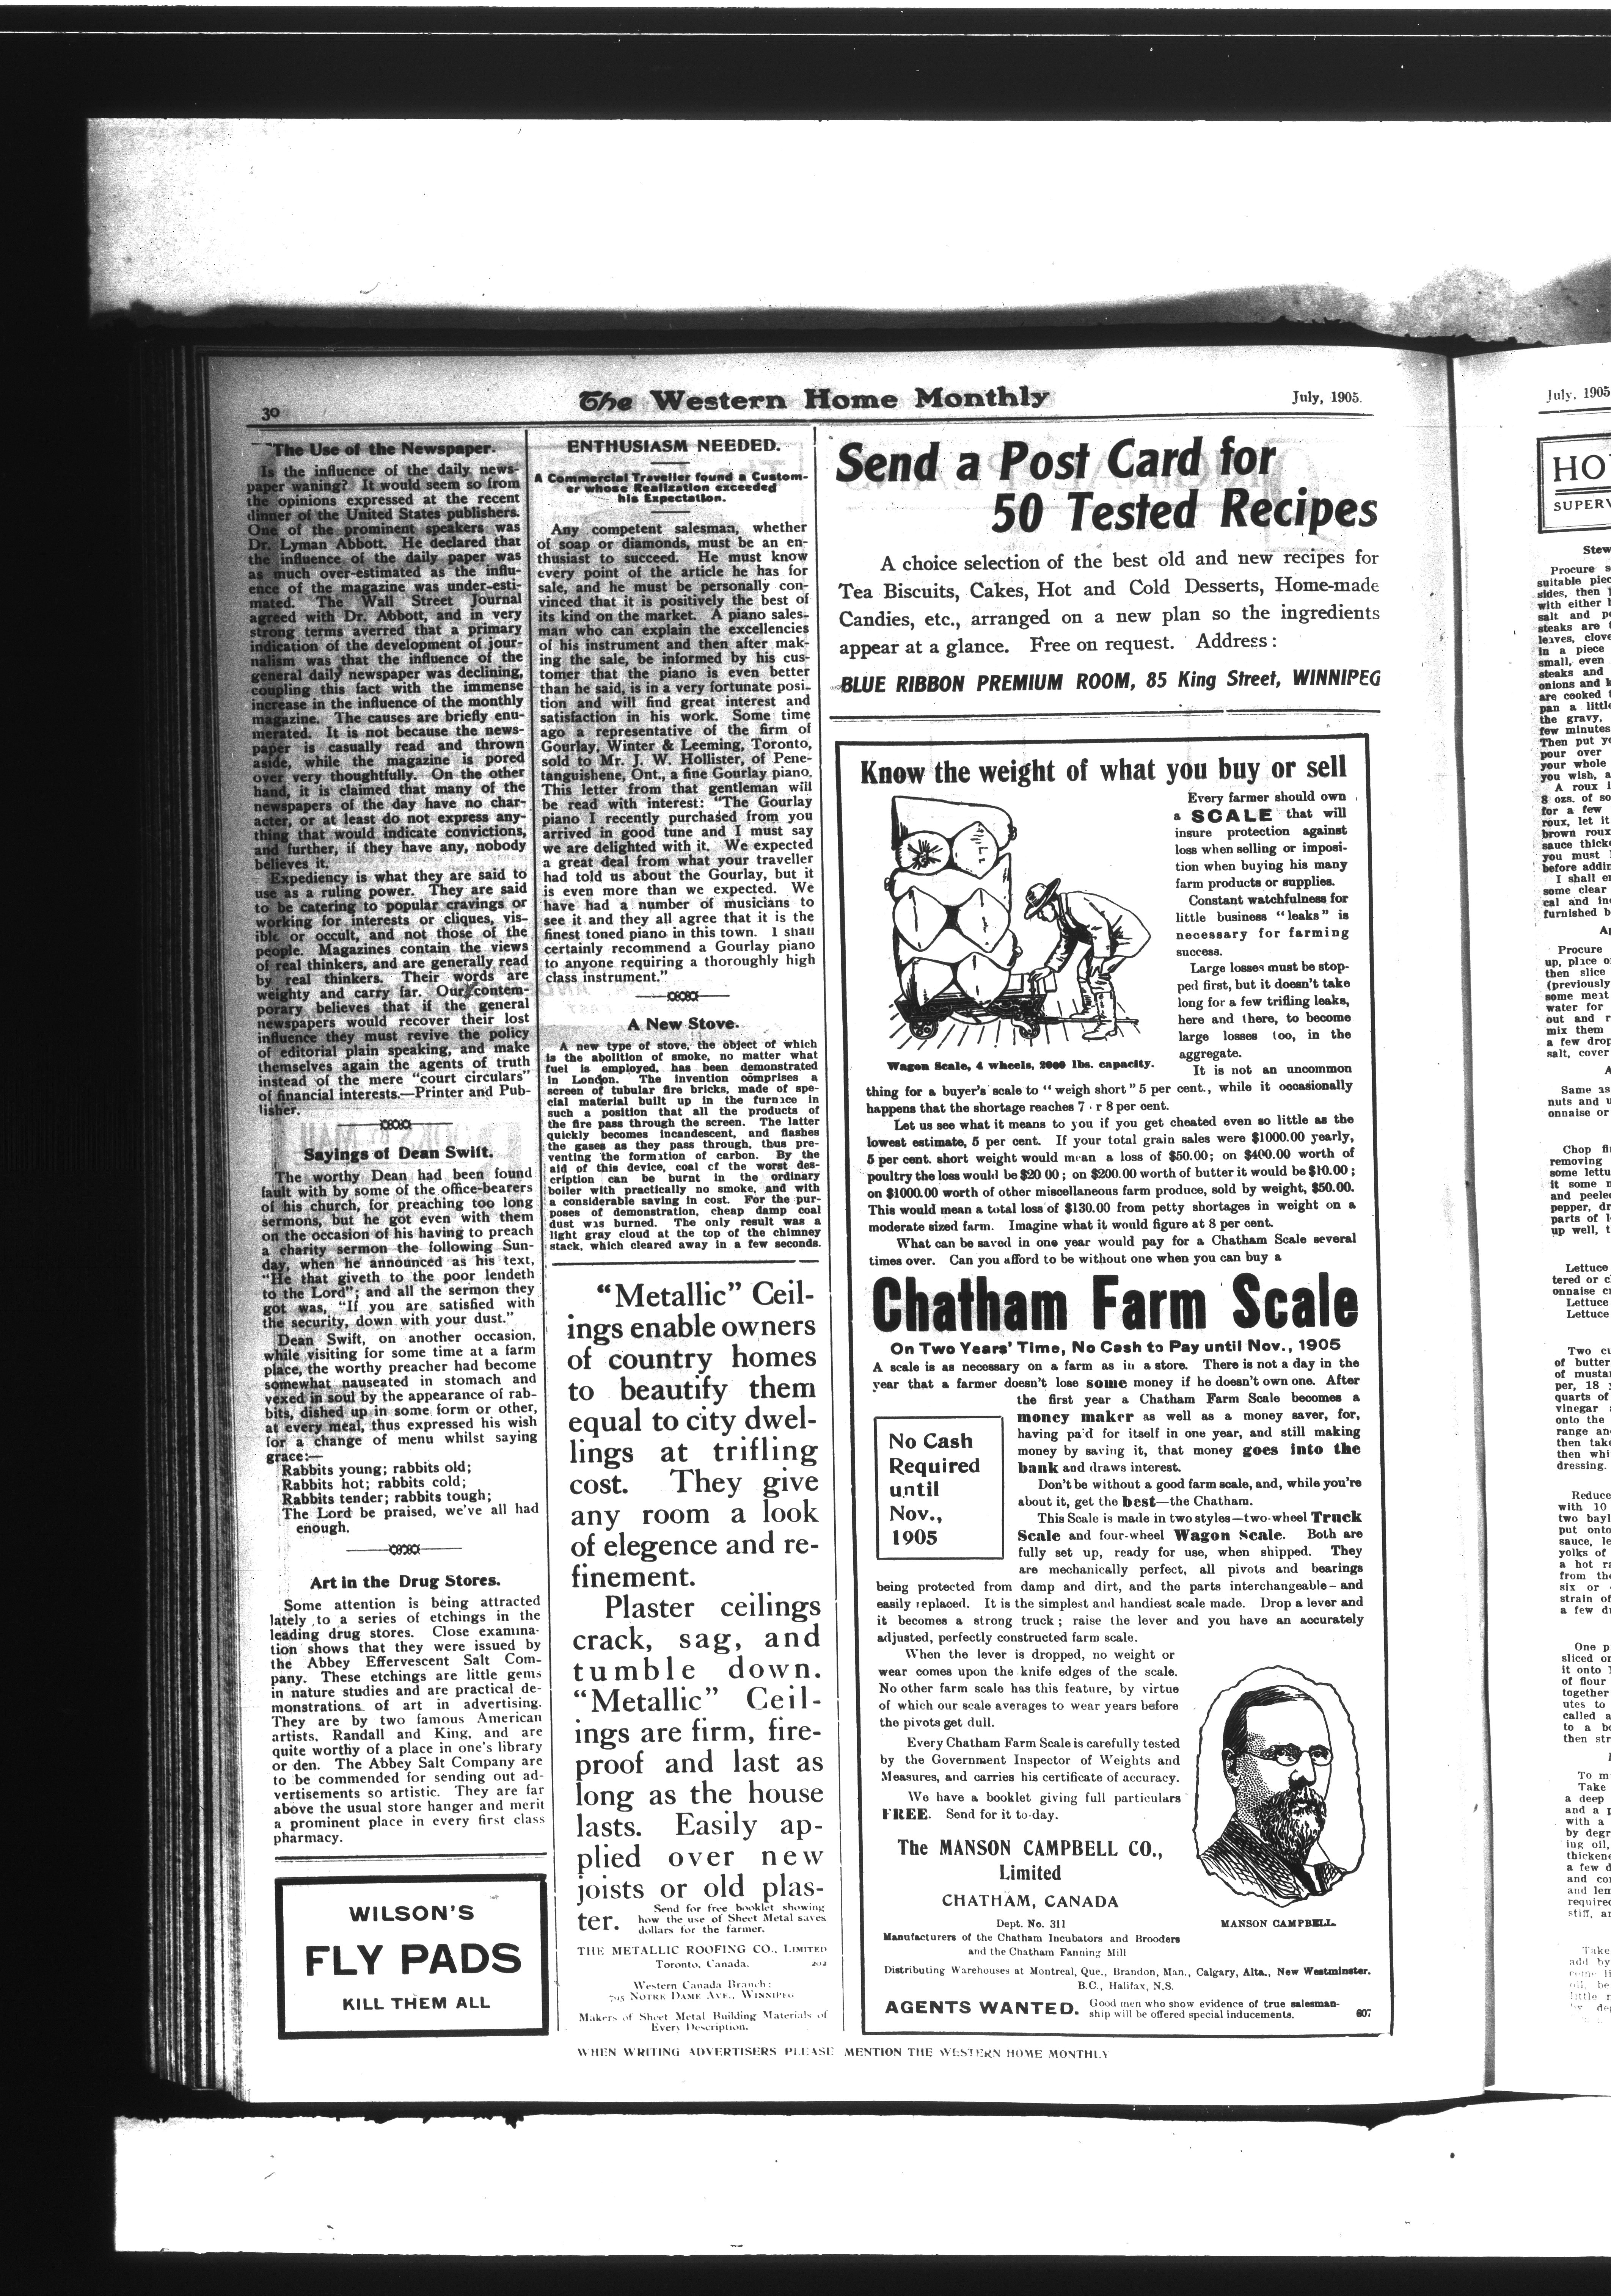 30
The Western Home Monthly
July, 1905.
The Use of the Newspaper.
Is the influence of the daily news-
paper waning? It would seem so from
the opinions expressed at the recent
dinner of the United States publishers.
One of the prominent speakers was
Dr. Lyman Abbott. He declared that
the influence of the daily paper was
as much over-estimated as the influ-
ence of the magazine was under-esti-
mated. The Wall Street Journal
agreed with Dr. Abbott, and in very
strong terms averred that a primary
indication of the development of jour-
nalism was that the influence of the
general daily newspaper was declining,
coupling this fact with the immense
increase in the influence of the monthly
magazine. The causes are briefly enu-
merated. It is not because the news-
paper is casually read and thrown
aside, while the magazine is pored
over very thoughtfully. On the other
hand, it is claimed that many of the
newspapers of the day have no char-
acter, or at least do not express any-
thing that would indicate convictions,
and further, if they have any, nobody
believes it.
Expediency is what they are said to
use as a ruling power. They are said
to be catering to popular cravings or
working for interests or cliques, vis-
ible or occult, and not those of the
people. Magazines contain the views
of real thinkers, and are generally read
by real thinkers. Their words are
weighty and carry far. Our contem-
porary believes that if the general
newspapers would recover their lost
influence they must revive the policy
of editorial plain speaking, and make
themselves again the agents of truth
instead of the mere "court circulars"
of financial interests.—Printer and Pub-
lisher.
Sayings of Dean Swift.
The worthy Dean had been found
fault with by some of the office-bearers
of his church, for preaching too long
sermons, but he got even with them
on the occasion of his having to preach
a charity sermon the following Sun-
day, when he announced as his text,
"He that giveth to the poor lendeth
to the Lord"; and all the sermon they
got was, "If you are satisfied with
the security, down with your dust."
Dean Swift, on another occasion,
while visiting for some time at a farm
place, the worthy preacher had become
somewhat nauseated in stomach and
vexed in soul by the appearance of rab-
bits, dished up in some form or other,
at every meal, thus expressed his wish
for a change of menu whilst saying
grace:—
Rabbits young; rabbits old;
Rabbits hot; rabbits cold;
Rabbits tender; rabbits tough;
The Lord be praised, we've all had
enough.
Art in the Drug Stores.
Some attention is being attracted
lately to a series of etchings in the
leading drug stores. Close examina-
tion shows that they were issued by
the Abbey Effervescent Salt Com-
pany. These etchings are little gems
in nature studies and are practical de-
monstrations of art in advertising.
They are by two famous American
artists, Randall and King, and are
quite worthy of a place in one's library
or den. The Abbey Salt Company are
to be commended for sending out ad-
vertisements so artistic. They are far
above the usual store hanger and merit
a prominent place in every first class
pharmacy.
WILSON'S
FLY PADS
KILL THEM ALL
ENTHUSIASM NEEDED.
A Commercial Traveller found a Custom-
er whose Realization exceeded
his Expectation.
Any competent salesman, whether
of soap or diamonds, must be an en-
thusiast to succeed. He must know
every point of the article he has for
sale, and he must be personally con-
vinced that it is positively the best of
its kind on the market. A piano sales-
man who can explain the excellencies
of his instrument and then after mak-
ing the sale, be informed by his cus-
tomer that the piano is even better
than he said, is in a very fortunate posi-
tion and will find great interest and
satisfaction in his work. Some time
ago a representative of the firm of
Gourlay, Winter & Leeming, Toronto,
sold to Mr. J. W. Hollister, of Pene-
tanguishene, Ont., a fine Gourlay piano.
This letter from that gentleman will
be read with interest: "The Gourlay
piano I recently purchased from you
arrived in good tune and I must say
we are delighted with it. We expected
a great deal from what your traveller
had told us about the Gourlay, but it
is even more than we expected. We
have had a number of musicians to
see it and they all agree that it is the
finest toned piano in this town. I shall
certainly recommend a Gourlay piano
to anyone requiring a thoroughly high
class instrument."
A New Stove.
A new type of stove, the object of which
is the abolition of smoke, no matter what
fuel is employed, has been demonstrated
in London. The invention comprises a
screen of tubular fire bricks, made of spe-
cial material built up in the furnace in
such a position that all the products of
the fire pass through the screen. The latter
quickly becomes incandescent, and flashes
the gases as they pass through, thus pre-
venting the formation of carbon. By the
aid of this device, coal of the worst des-
cription can be burnt in the ordinary
boiler with practically no smoke, and with
a considerable saving in cost. For the pur-
poses of demonstration, cheap damp coal
dust was burned. The only result was a
light gray cloud at the top of the chimney
stack, which cleared away in a few seconds.
"Metallic" Ceil-
ings enable owners
of country homes
to beautify them
equal to city dwel-
lings at trifling
cost. They give
any room a look
of elegence and re-
finement.
Plaster ceilings
crack, sag, and
tumble down.
"Metallic" Ceil-
ings are firm, fire-
proof and last as
long as the house
lasts. Easily ap-
plied over new
joists or old plas-
ter.
Send for free booklet showing
how the use of Sheet Metal saves
dollars for the farmer.
THE METALLIC ROOFING CO., LIMITED
Toronto, Canada. 202
Western Canada Branch:
795 NOTRE DAME AVE., WINNIPEG
Makers of Sheet Metal Building Materials of
Every Description.
Send a Post Card for
50 Tested Recipes
A choice selection of the best old and new recipes for
Tea Biscuits, Cakes, Hot and Cold Desserts, Home-made
Candies, etc., arranged on a new plan so the ingredients
appear at a glance. Free on request. Address:
BLUE RIBBON PREMIUM ROOM, 85 King Street, WINNIPEG
Know the weight of what you buy or sell
Every farmer should own
a SCALE that will
insure protection against
loss when selling or imposi-
tion when buying his many
farm products or supplies.
Constant watchfulness for
little business "leaks" is
necessary for farming
success.
Large losses must be stop-
ped first, but it doesn't take
long for a few trifling leaks,
here and there, to become
large losses too, in the
aggregate.
Wagon Scale, 4 wheels, 2000 lbs. capacity.
It is not an uncommon
thing for a buyer's scale to "weigh short" 5 per cent., while it occasionally
happens that the shortage reaches 7 or 8 per cent.
Let us see what it means to you if you get cheated even so little as the
lowest estimate, 5 per cent. If your total grain sales were $1000.00 yearly,
5 per cent. short weight would mean a loss of $50.00; on $400.00 worth of
poultry the loss would be $20 00; on $200.00 worth of butter it would be $10.00;
on $1000.00 worth of other miscellaneous farm produce, sold by weight, $50.00.
This would mean a total loss of $130.00 from petty shortages in weight on a
moderate sized farm. Imagine what it would figure at 8 per cent.
What can be saved in one year would pay for a Chatham Scale several
times over. Can you afford to be without one when you can buy a
Chatham Farm Scale
On Two Years' Time, No Cash to Pay until Nov., 1905
A scale is as necessary on a farm as in a store. There is not a day in the
year that a farmer doesn't lose some money if he doesn't own one. After
the first year a Chatham Farm Scale becomes a
money maker as well as a money saver, for,
having paid for itself in one year, and still making
money by saving it, that money goes into the
bank and draws interest.
No Cash
Required
until
Nov.,
1905
Don't be without a good farm scale, and, while you're
about it, get the best—the Chatham.
This Scale is made in two styles—two-wheel Truck
Scale and four-wheel Wagon Scale. Both are
fully set up, ready for use, when shipped. They
are mechanically perfect, all pivots and bearings
being protected from damp and dirt, and the parts interchangeable—and
easily replaced. It is the simplest and handiest scale made. Drop a lever and
it becomes a strong truck; raise the lever and you have an accurately
adjusted, perfectly constructed farm scale.
When the lever is dropped, no weight or
wear comes upon the knife edges of the scale.
No other farm scale has this feature, by virtue
of which our scale averages to wear years before
the pivots get dull.
Every Chatham Farm Scale is carefully tested
by the Government Inspector of Weights and
Measures, and carries his certificate of accuracy.
We have a booklet giving full particulars
FREE. Send for it to-day.
The MANSON CAMPBELL CO.,
Limited
CHATHAM, CANADA
Dept. No. 311
MANSON CAMPBELL.
Manufacturers of the Chatham Incubators and Brooders
and the Chatham Fanning Mill
Distributing Warehouses at Montreal, Que., Brandon, Man., Calgary, Alta., New Westminster.
B.C., Halifax, N.S.
AGENTS WANTED. Good men who show evidence of true salesman-
ship will be offered special inducements. 607
WHEN WRITING ADVERTISERS PLEASE MENTION THE WESTERN HOME MONTHLY
July, 1905